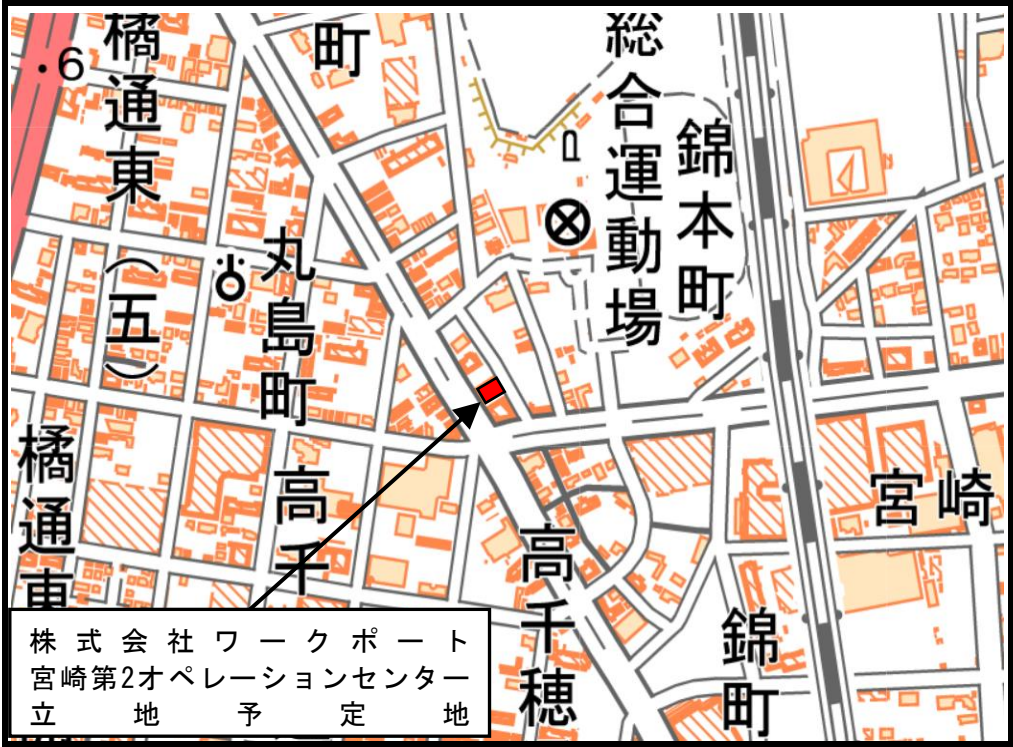 橘通東(五)
・6
町
総合運動場
錦本町
丸島町
橘通東
高千
高千穂
宮崎
錦町
株式会社ワークポート
宮崎第2オペレーションセンター
立地予定地